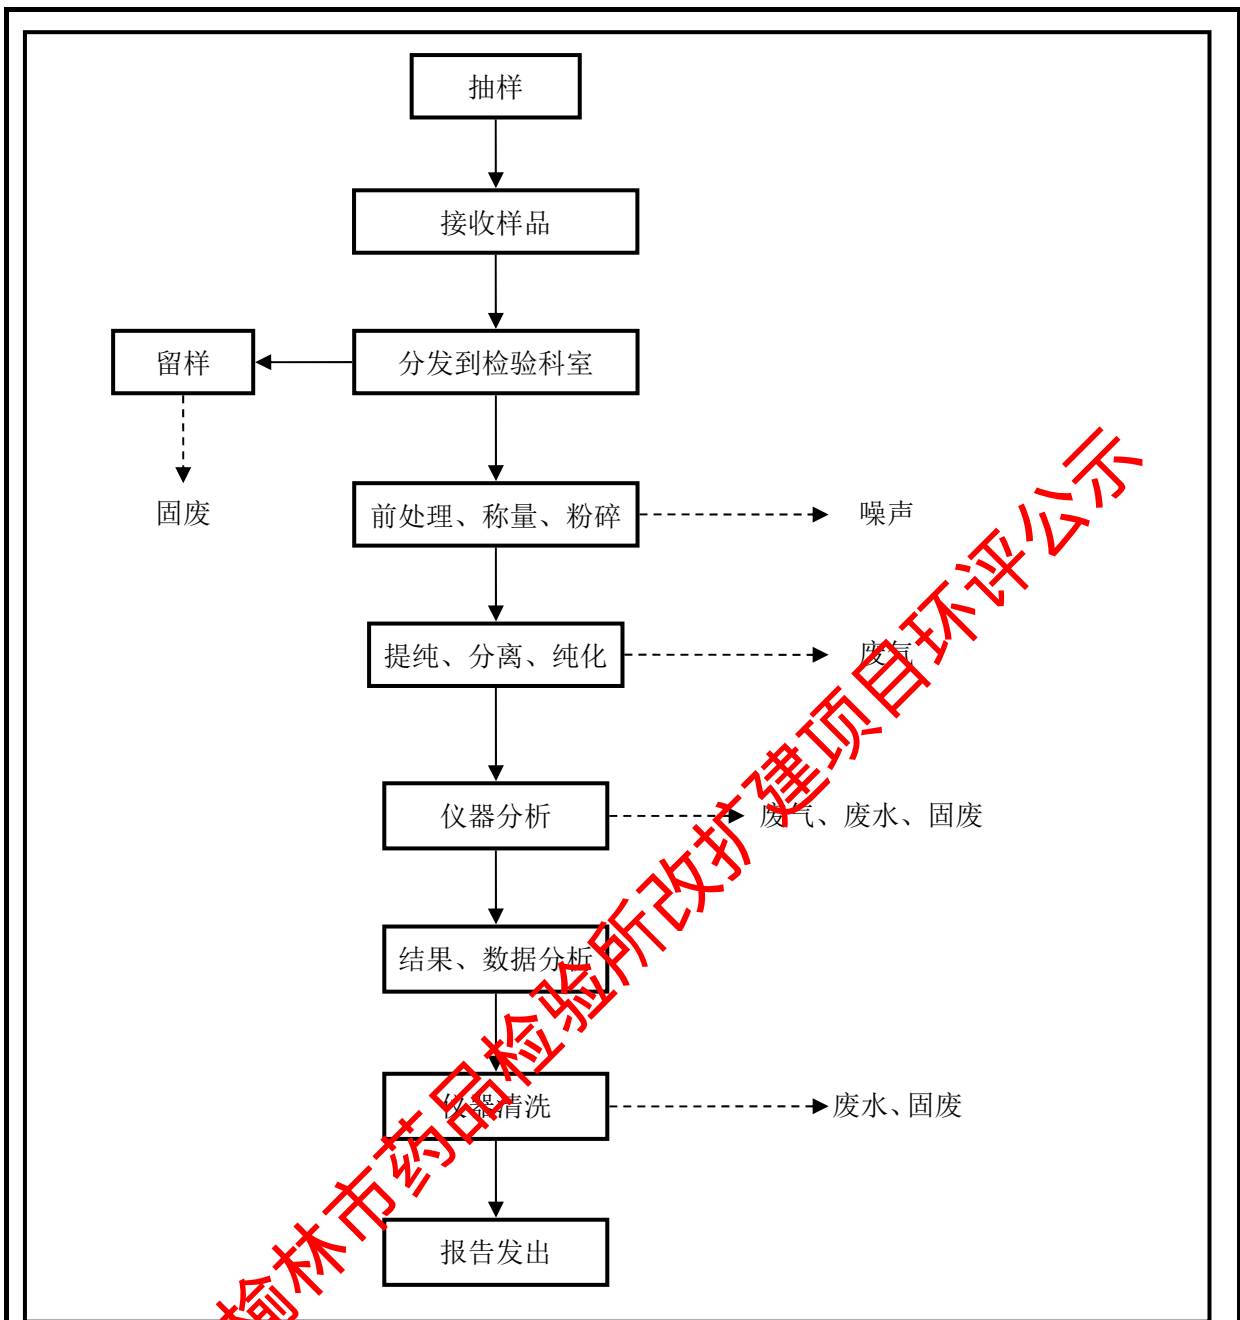 抽样
接收样品
留样
分发到检验科室
固废
前处理、称量、粉碎
噪声
提纯、分离、纯化
废气
仪器分析
废气、废水、固废
结果、数据分析
仪器清洗
废水、固废
报告发出
榆林市药品检验所改扩建项目环评公示